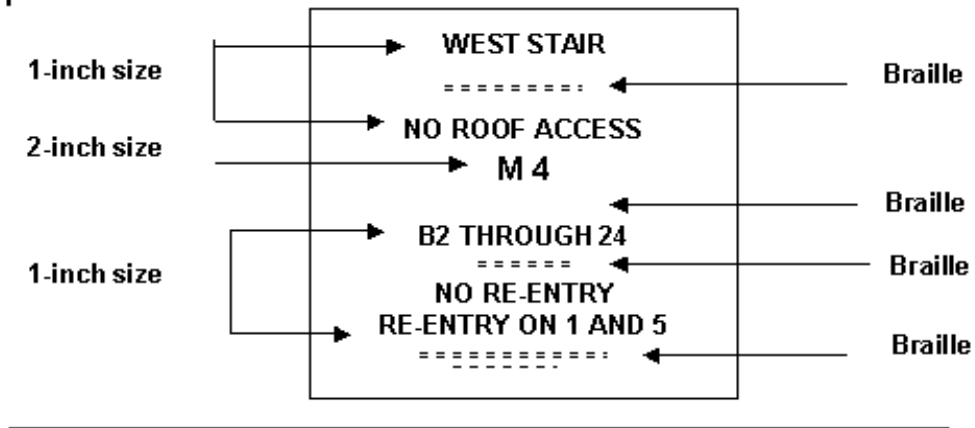 WEST STAIR
1-inch size
Braille
NO ROOF ACCESS
2-inch size
M 4
Braille
B2 THROUGH 24
Braille
1-inch size
NO RE-ENTRY
RE-ENTRY ON 1 AND 5
Braille